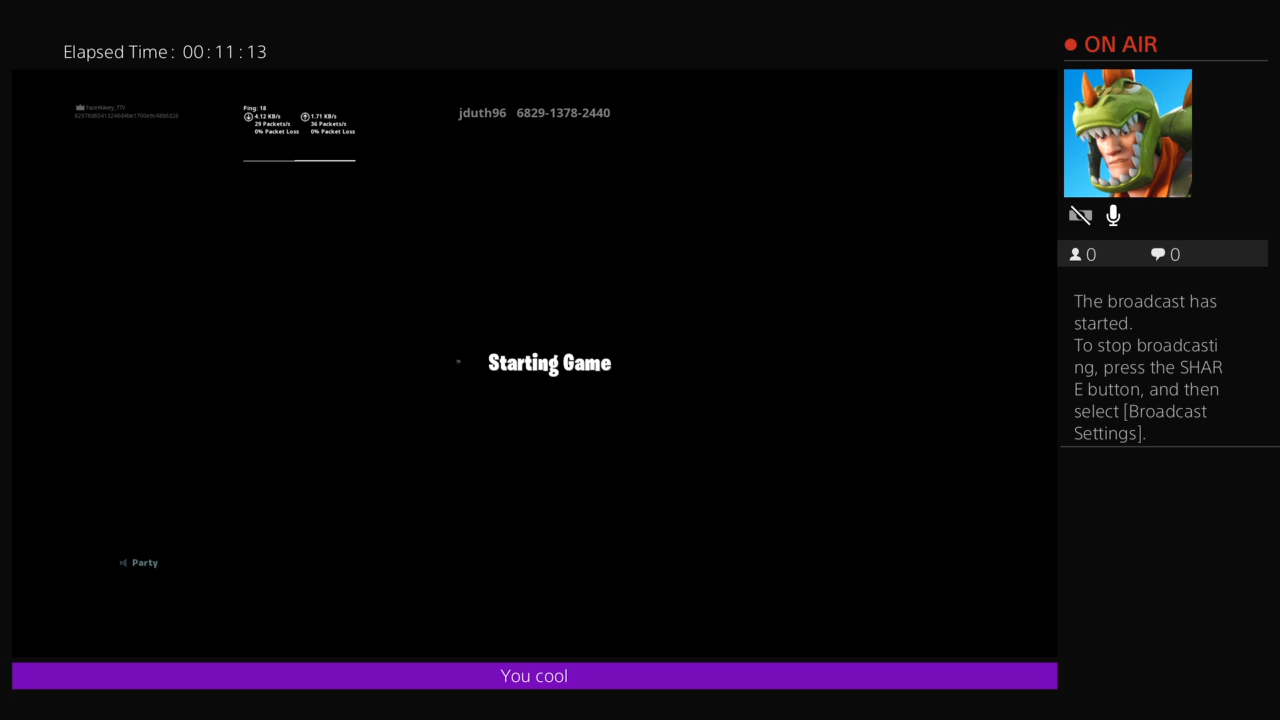 Elapsed Time: 00:11:13
ON AIR
FaninWavey_TTV
Ping: 18
4.12 KB/s 1.71 KB/s
29 Packets/s 36 Packets/s
0% Packet Loss 0% Packet Loss
jduth96 6829-1378-2440
0 0
The broadcast has
started.
To stop broadcasti
ng, press the SHAR
E button, and then
select [Broadcast
Settings].
Starting Game
Party
You cool